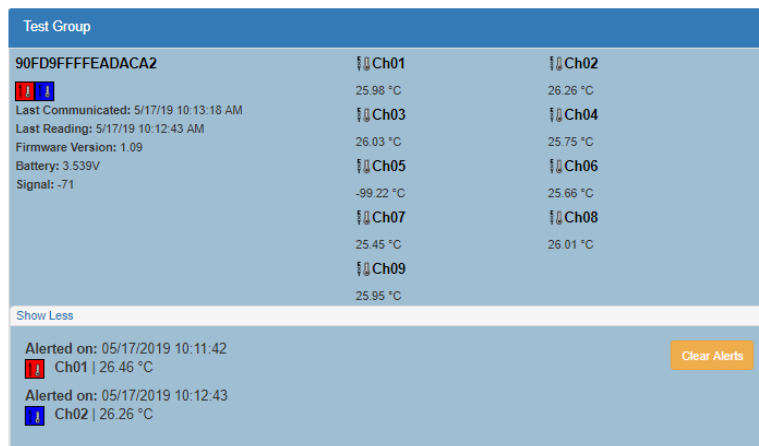 Test Group
90FD9FFFFEADACA2
Last Communicated: 5/17/19 10:13:18 AM
Last Reading: 5/17/19 10:12:43 AM
Firmware Version: 1.09
Battery: 3.539V
Signal: -71
Ch01 Ch02
25.98 °C 26.26 °C
Ch03 Ch04
26.03 °C 25.75 °C
Ch05 Ch06
-99.22 °C 25.66 °C
Ch07 Ch08
25.45 °C 26.01 °C
Ch09
25.95 °C
Show Less
Alerted on: 05/17/2019 10:11:42
Ch01 | 26.46 °C
Clear Alerts
Alerted on: 05/17/2019 10:12:43
Ch02 | 26.26 °C